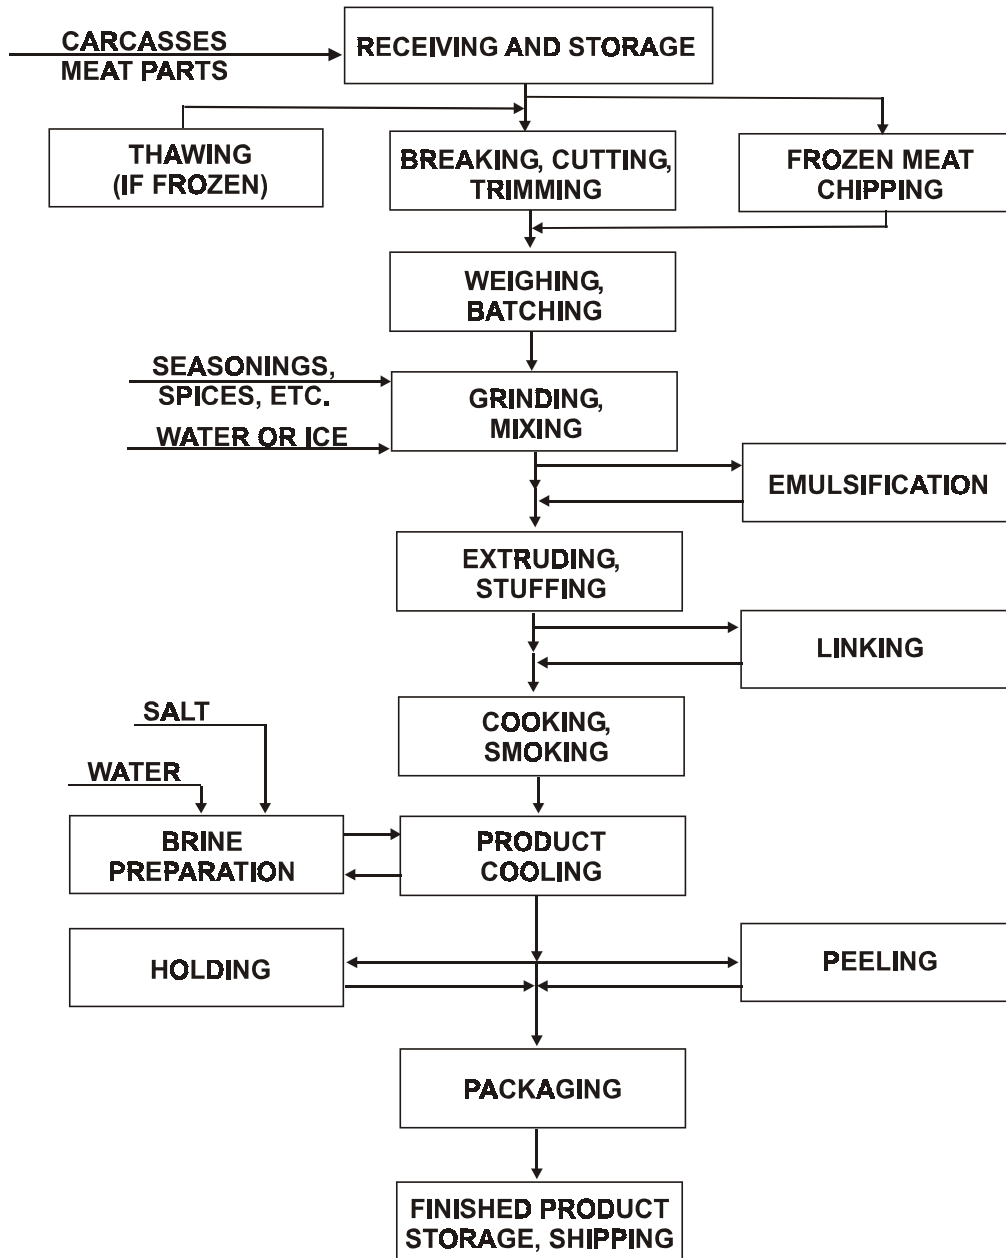 CARCASSES
MEAT PARTS
RECEIVING AND STORAGE
THAWING
(IF FROZEN)
BREAKING, CUTTING,
TRIMMING
FROZEN MEAT
CHIPPING
WEIGHING,
BATCHING
SEASONINGS,
SPICES, ETC.
WATER OR ICE
GRINDING,
MIXING
EMULSIFICATION
EXTRUDING,
STUFFING
LINKING
COOKING,
SMOKING
SALT
WATER
BRINE
PREPARATION
PRODUCT
COOLING
HOLDING
PEELING
PACKAGING
FINISHED PRODUCT
STORAGE, SHIPPING